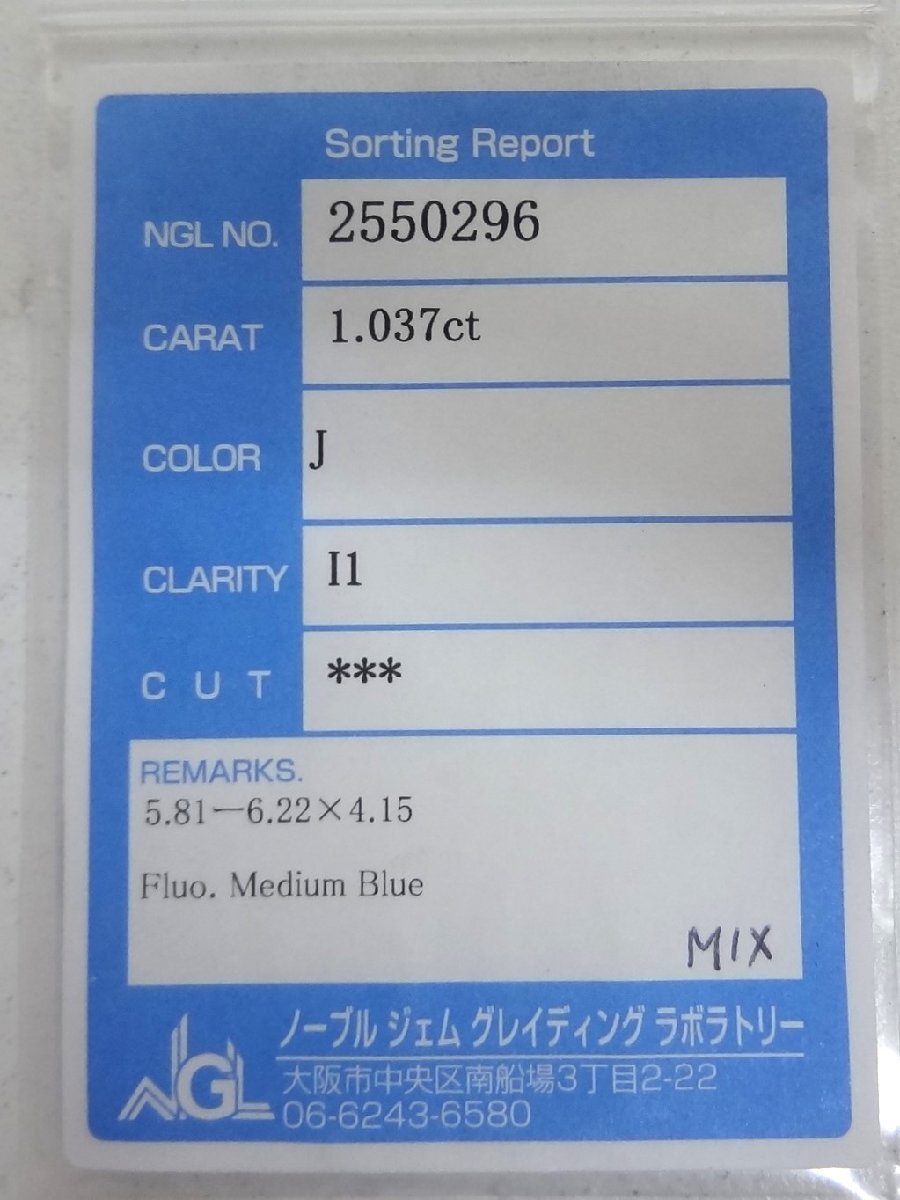 Sorting Report
NGL NO. 2550296
CARAT 1.037ct
COLOR J
CLARITY I1
CUT ***
REMARKS.
5.81-6.22×4.15
Fluo. Medium Blue
MIX
NGL
ノーブル ジェム グレイディング ラボラトリー
大阪市中央区南船場3丁目2-22
06-6243-6580